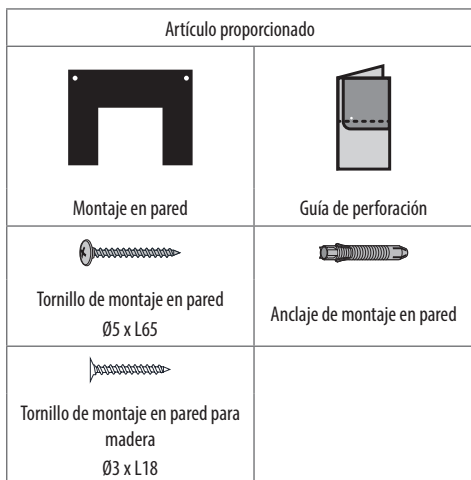 Artículo proporcionado
Montaje en pared
Guía de perforación
Tornillo de montaje en pared
Ø5 x L65
Anclaje de montaje en pared
Tornillo de montaje en pared para
madera
Ø3 x L18